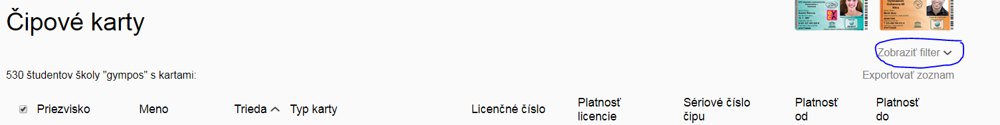 Čipové karty
Zobraziť filter
530 študentov školy "gympos" s kartami:
Exportovať zoznam
Priezvisko Meno Trieda Typ karty Licenčné číslo Platnosť licencie Sériové číslo čipu Platnosť od Platnosť do